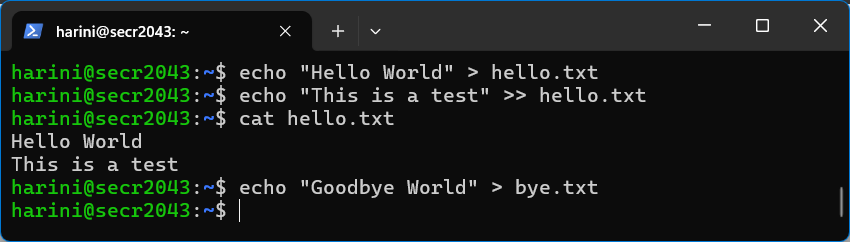 harini@secr2043: ~
harini@secr2043:~$ echo "Hello World" > hello.txt
harini@secr2043:~$ echo "This is a test" >> hello.txt
harini@secr2043:~$ cat hello.txt
Hello World
This is a test
harini@secr2043:~$ echo "Goodbye World" > bye.txt
harini@secr2043:~$